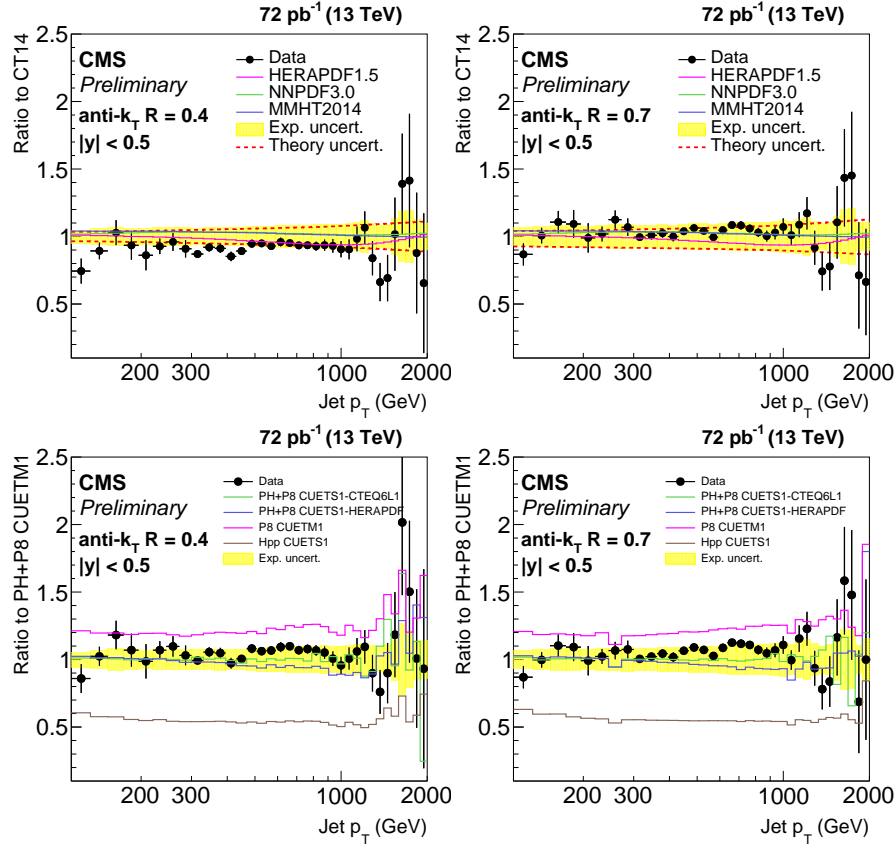 72 pb⁻¹ (13 TeV)
Ratio to CT14
2.5
2
1.5
1
0.5
CMS
Preliminary
anti-k_T R = 0.4
|y| < 0.5
Data
HERAPDF1.5
NNPDF3.0
MMHT2014
Exp. uncert.
Theory uncert.
200 300 1000 2000
Jet p_T (GeV)
72 pb⁻¹ (13 TeV)
Ratio to CT14
2.5
2
1.5
1
0.5
CMS
Preliminary
anti-k_T R = 0.7
|y| < 0.5
Data
HERAPDF1.5
NNPDF3.0
MMHT2014
Exp. uncert.
Theory uncert.
200 300 1000 2000
Jet p_T (GeV)
72 pb⁻¹ (13 TeV)
Ratio to PH+P8 CUETM1
2.5
2
1.5
1
0.5
CMS
Preliminary
anti-k_T R = 0.4
|y| < 0.5
Data
PH+P8 CUETS1-CTEQ6L1
PH+P8 CUETS1-HERAPDF
P8 CUETM1
Hpp CUETS1
Exp. uncert.
200 300 1000 2000
Jet p_T (GeV)
72 pb⁻¹ (13 TeV)
Ratio to PH+P8 CUETM1
2.5
2
1.5
1
0.5
CMS
Preliminary
anti-k_T R = 0.7
|y| < 0.5
Data
PH+P8 CUETS1-CTEQ6L1
PH+P8 CUETS1-HERAPDF
P8 CUETM1
Hpp CUETS1
Exp. uncert.
200 300 1000 2000
Jet p_T (GeV)